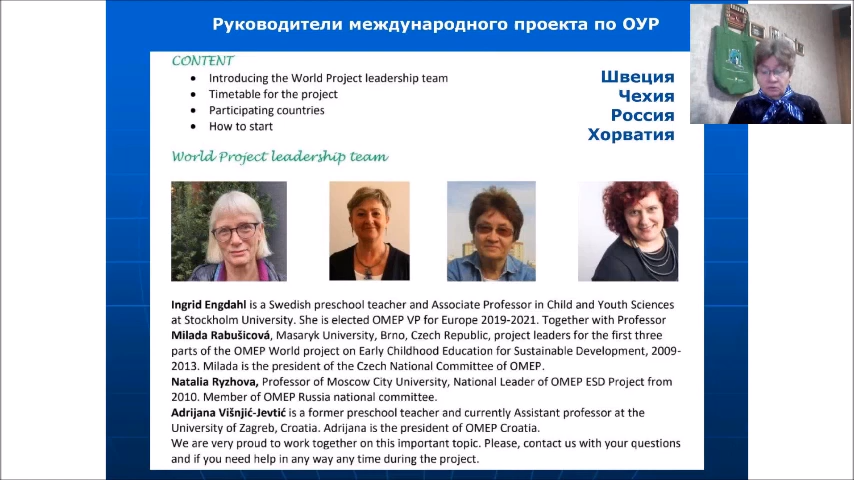 Руководители международного проекта по ОУР
CONTENT
Introducing the World Project leadership team
Timetable for the project
Participating countries
How to start
Швеция
Чехия
Россия
Хорватия
World Project leadership team
Ingrid Engdahl is a Swedish preschool teacher and Associate Professor in Child and Youth Sciences
at Stockholm University. She is elected OMEP VP for Europe 2019-2021. Together with Professor
Milada Rabušicová, Masaryk University, Brno, Czech Republic, project leaders for the first three
parts of the OMEP World project on Early Childhood Education for Sustainable Development, 2009-
2013. Milada is the president of the Czech National Committee of OMEP.
Natalia Ryzhova, Professor of Moscow City University, National Leader of OMEP ESD Project from
2010. Member of OMEP Russia national committee.
Adrijana Višnjić-Jevtić is a former preschool teacher and currently Assistant professor at the
University of Zagreb, Croatia. Adrijana is the president of OMEP Croatia.
We are very proud to work together on this important topic. Please, contact us with your questions
and if you need help in any way any time during the project.